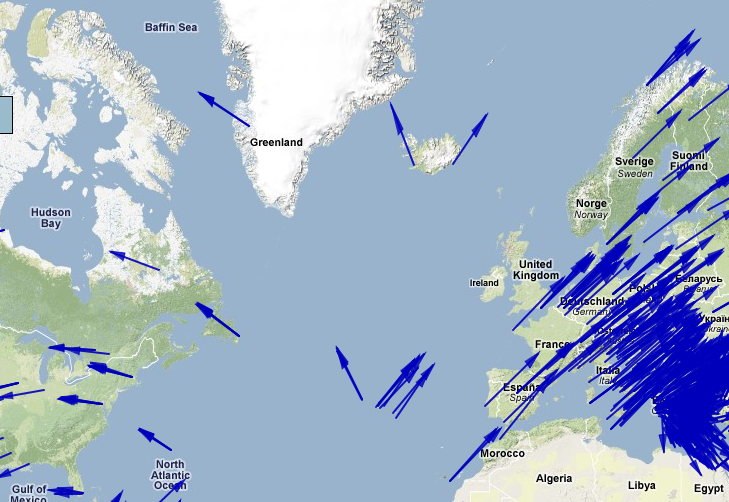 Baffin Sea
Greenland
Sverige
Sweden
Suomi
Finland
Norge
Norway
Hudson
Bay
United
Kingdom
Ireland
Беларусь
Deutschland
Germany
France
Italia
España
Spain
Morocco
Algeria
Libya
Egypt
North
Atlantic
Ocean
Gulf of
Mexico